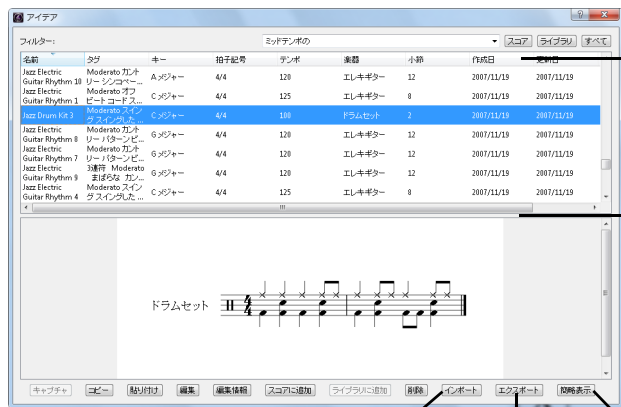 アイデア
フィルター: ミッドテンポの スコア ライブラリ すべて
名前 タグ キー 拍子記号 テンポ 楽器 小節 作成日 更新日
Jazz Electric Guitar Rhythm 10 Moderato カントリー シンコペー... A メジャー 4/4 120 エレキギター 12 2007/11/19 2007/11/19
Jazz Electric Guitar Rhythm 1 Moderato オフビート コード ス... C メジャー 4/4 125 エレキギター 8 2007/11/19 2007/11/19
Jazz Drum Kit 3 Moderato スイング スイングした ... C メジャー 4/4 100 ドラムセット 2 2007/11/19 2007/11/19
Jazz Electric Guitar Rhythm 8 Moderato カントリー パターン ビ... G メジャー 4/4 120 エレキギター 12 2007/11/19 2007/11/19
Jazz Electric Guitar Rhythm 7 Moderato カントリー パターン ビ... G メジャー 4/4 120 エレキギター 12 2007/11/19 2007/11/19
Jazz Electric Guitar Rhythm 9 3連符 Moderato まばらな カン... G メジャー 4/4 120 エレキギター 12 2007/11/19 2007/11/19
Jazz Electric Guitar Rhythm 4 Moderato スイング スイングした ... C メジャー 4/4 125 エレキギター 8 2007/11/19 2007/11/19
ドラムセット 4/4
キャプチャ コピー 貼り付け 編集 編集情報 スコアに追加 ライブラリに追加 削除 インポート エクスポート 簡略表示